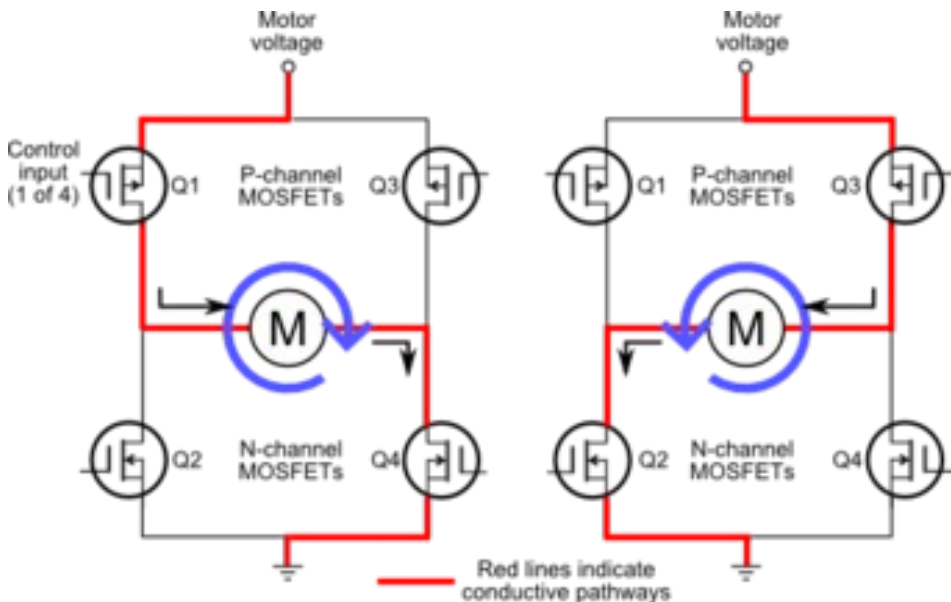 Motor
voltage
Control
input
(1 of 4)
Q1
P-channel
MOSFETs
Q3
M
Q2
N-channel
MOSFETs
Q4
Motor
voltage
Q1
P-channel
MOSFETs
Q3
M
Q2
N-channel
MOSFETs
Q4
Red lines indicate
conductive pathways